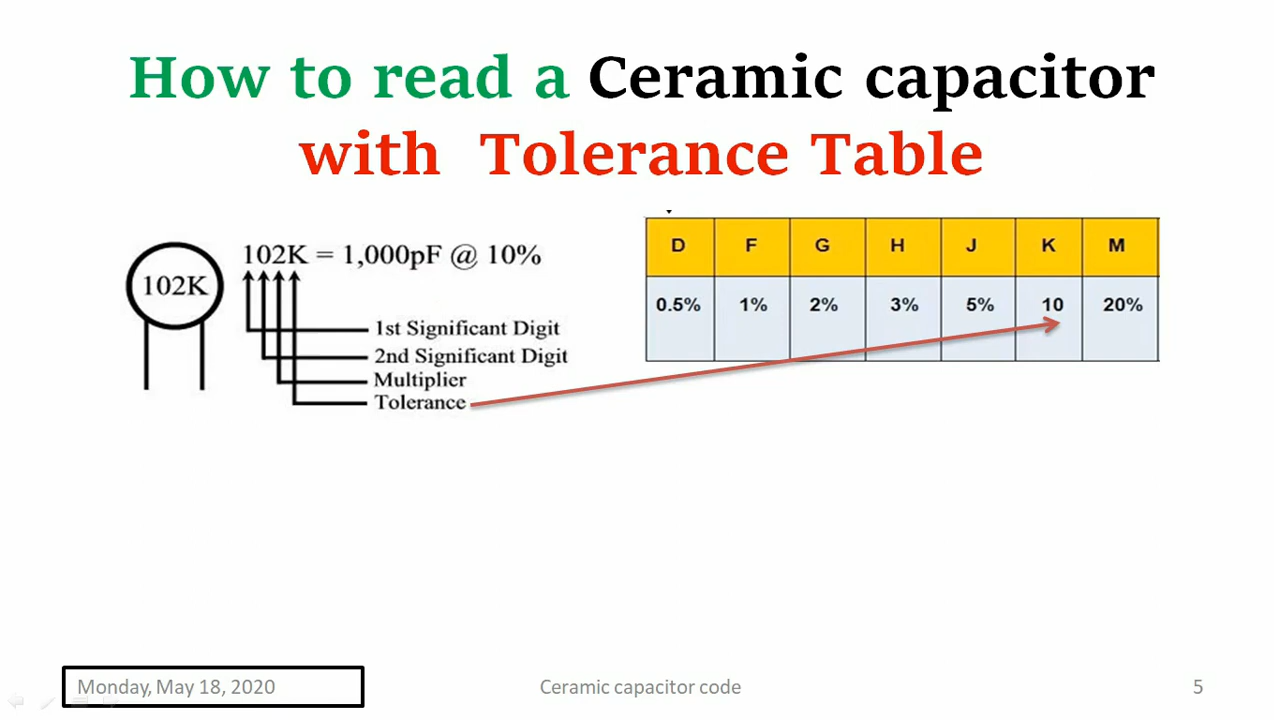 How to read a Ceramic capacitor
with Tolerance Table
102K
102K = 1,000pF @ 10%
1st Significant Digit
2nd Significant Digit
Multiplier
Tolerance
D F G H J K M
0.5% 1% 2% 3% 5% 10 20%
Monday, May 18, 2020
Ceramic capacitor code
5